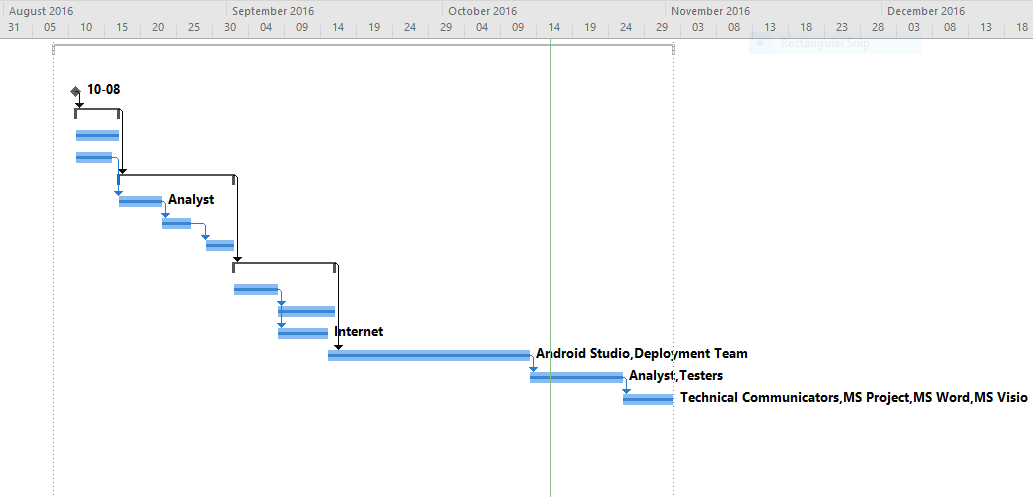 August 2016 September 2016 October 2016 November 2016 December 2016
31 05 10 15 20 25 30 04 09 14 19 24 29 04 09 14 19 24 29 03 08 13 18 23 28 03 08 13 18
Rectangular Snip
10-08
Analyst
Internet
Android Studio,Deployment Team
Analyst,Testers
Technical Communicators,MS Project,MS Word,MS Visio